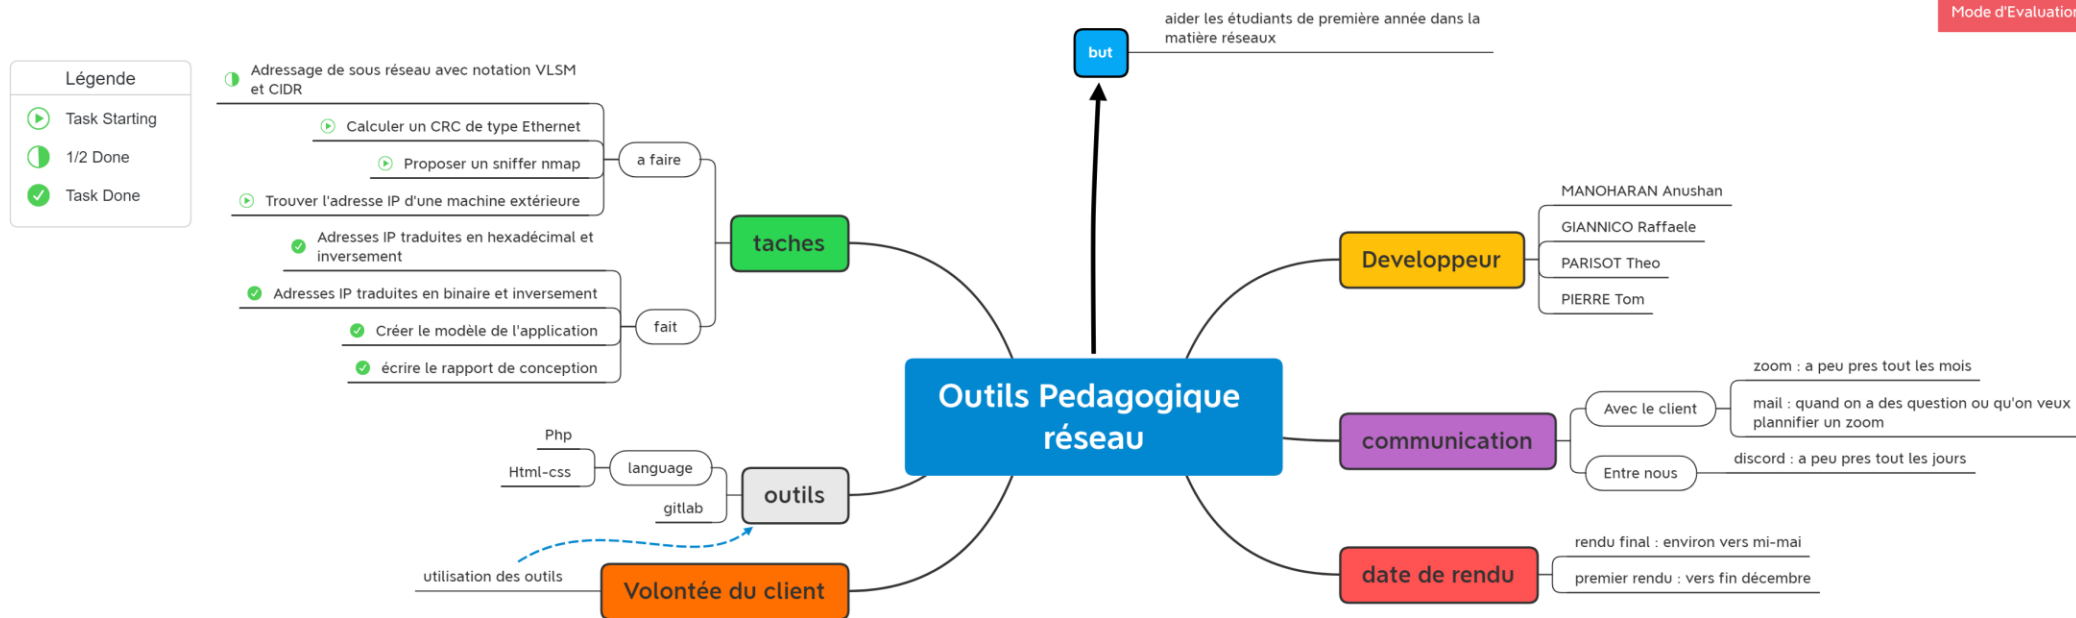 Mode d'Evaluation
aider les étudiants de première année dans la
matière réseaux
but
Légende
Task Starting
1/2 Done
Task Done
Adressage de sous réseau avec notation VLSM
et CIDR
Calculer un CRC de type Ethernet
Proposer un sniffer nmap
Trouver l'adresse IP d'une machine extérieure
a faire
Adresses IP traduites en hexadécimal et
inversement
Adresses IP traduites en binaire et inversement
Créer le modèle de l'application
écrire le rapport de conception
fait
taches
Developpeur
MANOHARAN Anushan
GIANNICO Raffaele
PARISOT Theo
PIERRE Tom
Outils Pedagogique
réseau
communication
Avec le client
zoom : a peu pres tout les mois
mail : quand on a des question ou qu'on veux
plannifier un zoom
Entre nous
discord : a peu pres tout les jours
Php
Html-css
language
gitlab
outils
utilisation des outils
Volontée du client
date de rendu
rendu final : environ vers mi-mai
premier rendu : vers fin décembre